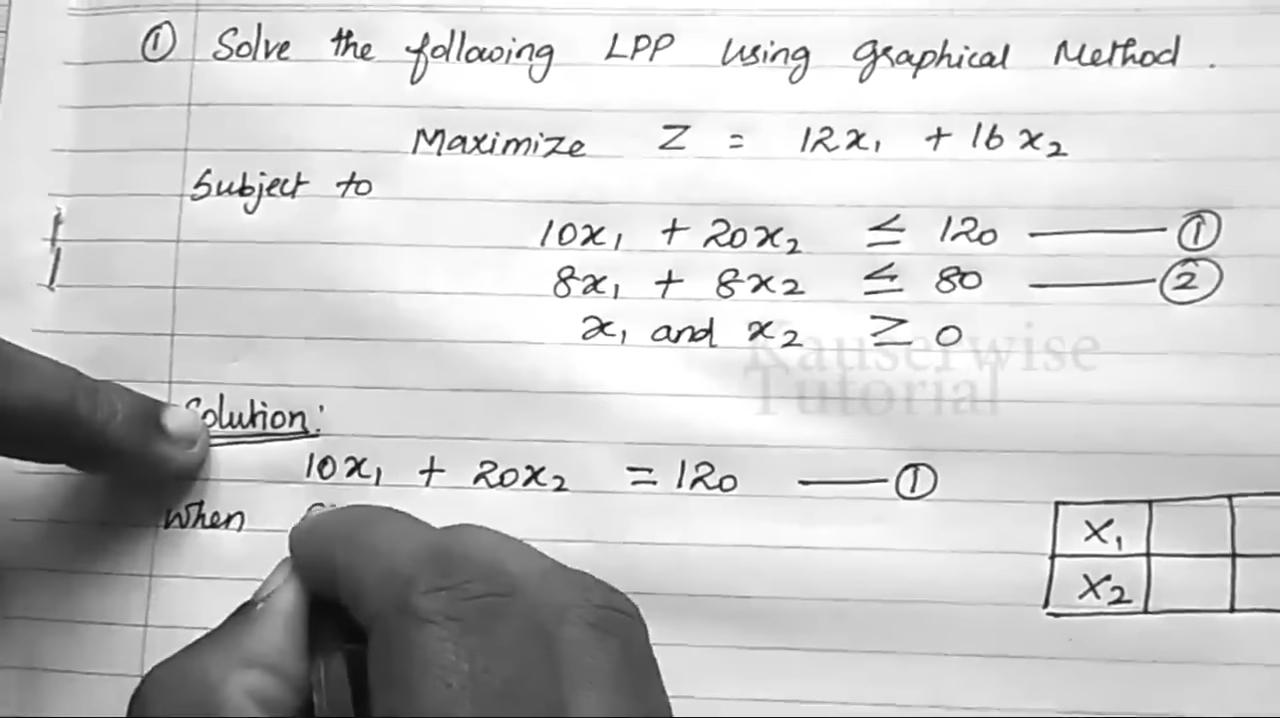 ① Solve the following LPP using graphical Method.
Maximize Z = 12x₁ + 16x₂
Subject to
10x₁ + 20x₂ ≤ 120 —— ①
8x₁ + 8x₂ ≤ 80 —— ②
x₁ and x₂ ≥ 0
Kauserwise
Tutorial
Solution:
10x₁ + 20x₂ = 120 —— ①
When
x₁
x₂